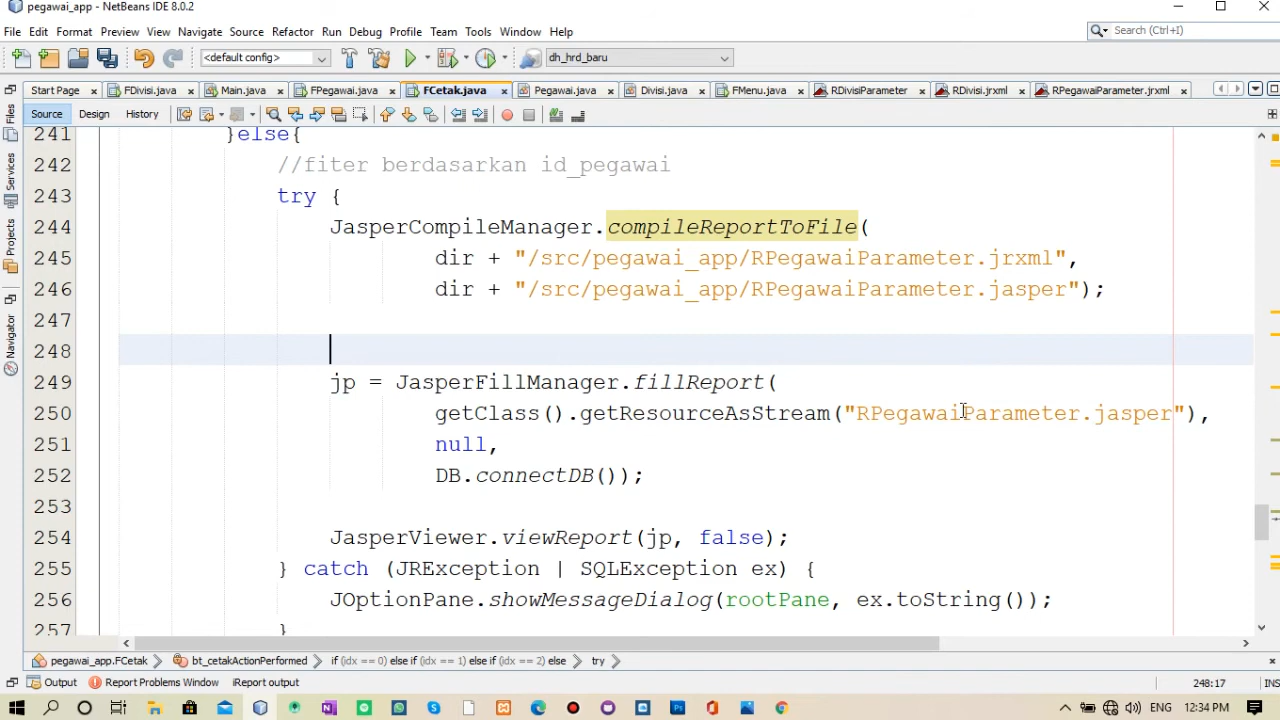 pegawai_app - NetBeans IDE 8.0.2
File Edit Format Preview View Navigate Source Refactor Run Debug Profile Team Tools Window Help
Search (Ctrl+I)
<default config> dh_hrd_baru
Start Page FDivisi.java Main.java FPegawai.java FCetak.java Pegawai.java Divisi.java FMenu.java RDivisiParameter RDivisi.jrxml RPegawaiParameter.jrxml
Source Design History
Files
Services
Projects
Navigator
241 }else{
242 //fiter berdasarkan id_pegawai
243 try {
244 JasperCompileManager.compileReportToFile(
245 dir + "/src/pegawai_app/RPegawaiParameter.jrxml",
246 dir + "/src/pegawai_app/RPegawaiParameter.jasper");
247
248
249 jp = JasperFillManager.fillReport(
250 getClass().getResourceAsStream("RPegawaiParameter.jasper"),
251 null,
252 DB.connectDB());
253
254 JasperViewer.viewReport(jp, false);
255 } catch (JRException | SQLException ex) {
256 JOptionPane.showMessageDialog(rootPane, ex.toString());
257 }
pegawai_app.FCetak bt_cetakActionPerformed if (idx == 0) else if (idx == 1) else if (idx == 2) else try
Output Report Problems Window iReport output
248:17 INS
ENG 12:34 PM